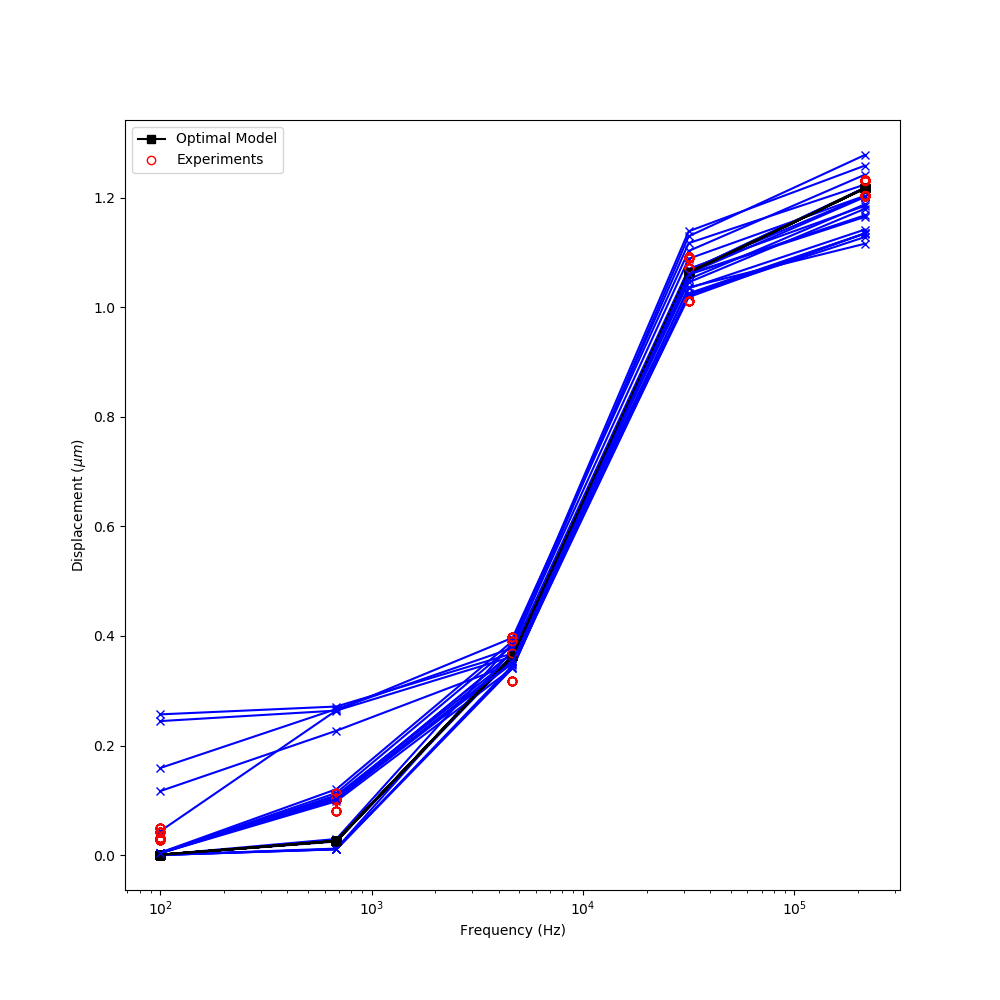 Optimal Model
Experiments
1.2
1.0
0.8
0.6
0.4
0.2
0.0
Displacement (μm)
10² 10³ 10⁴ 10⁵
Frequency (Hz)